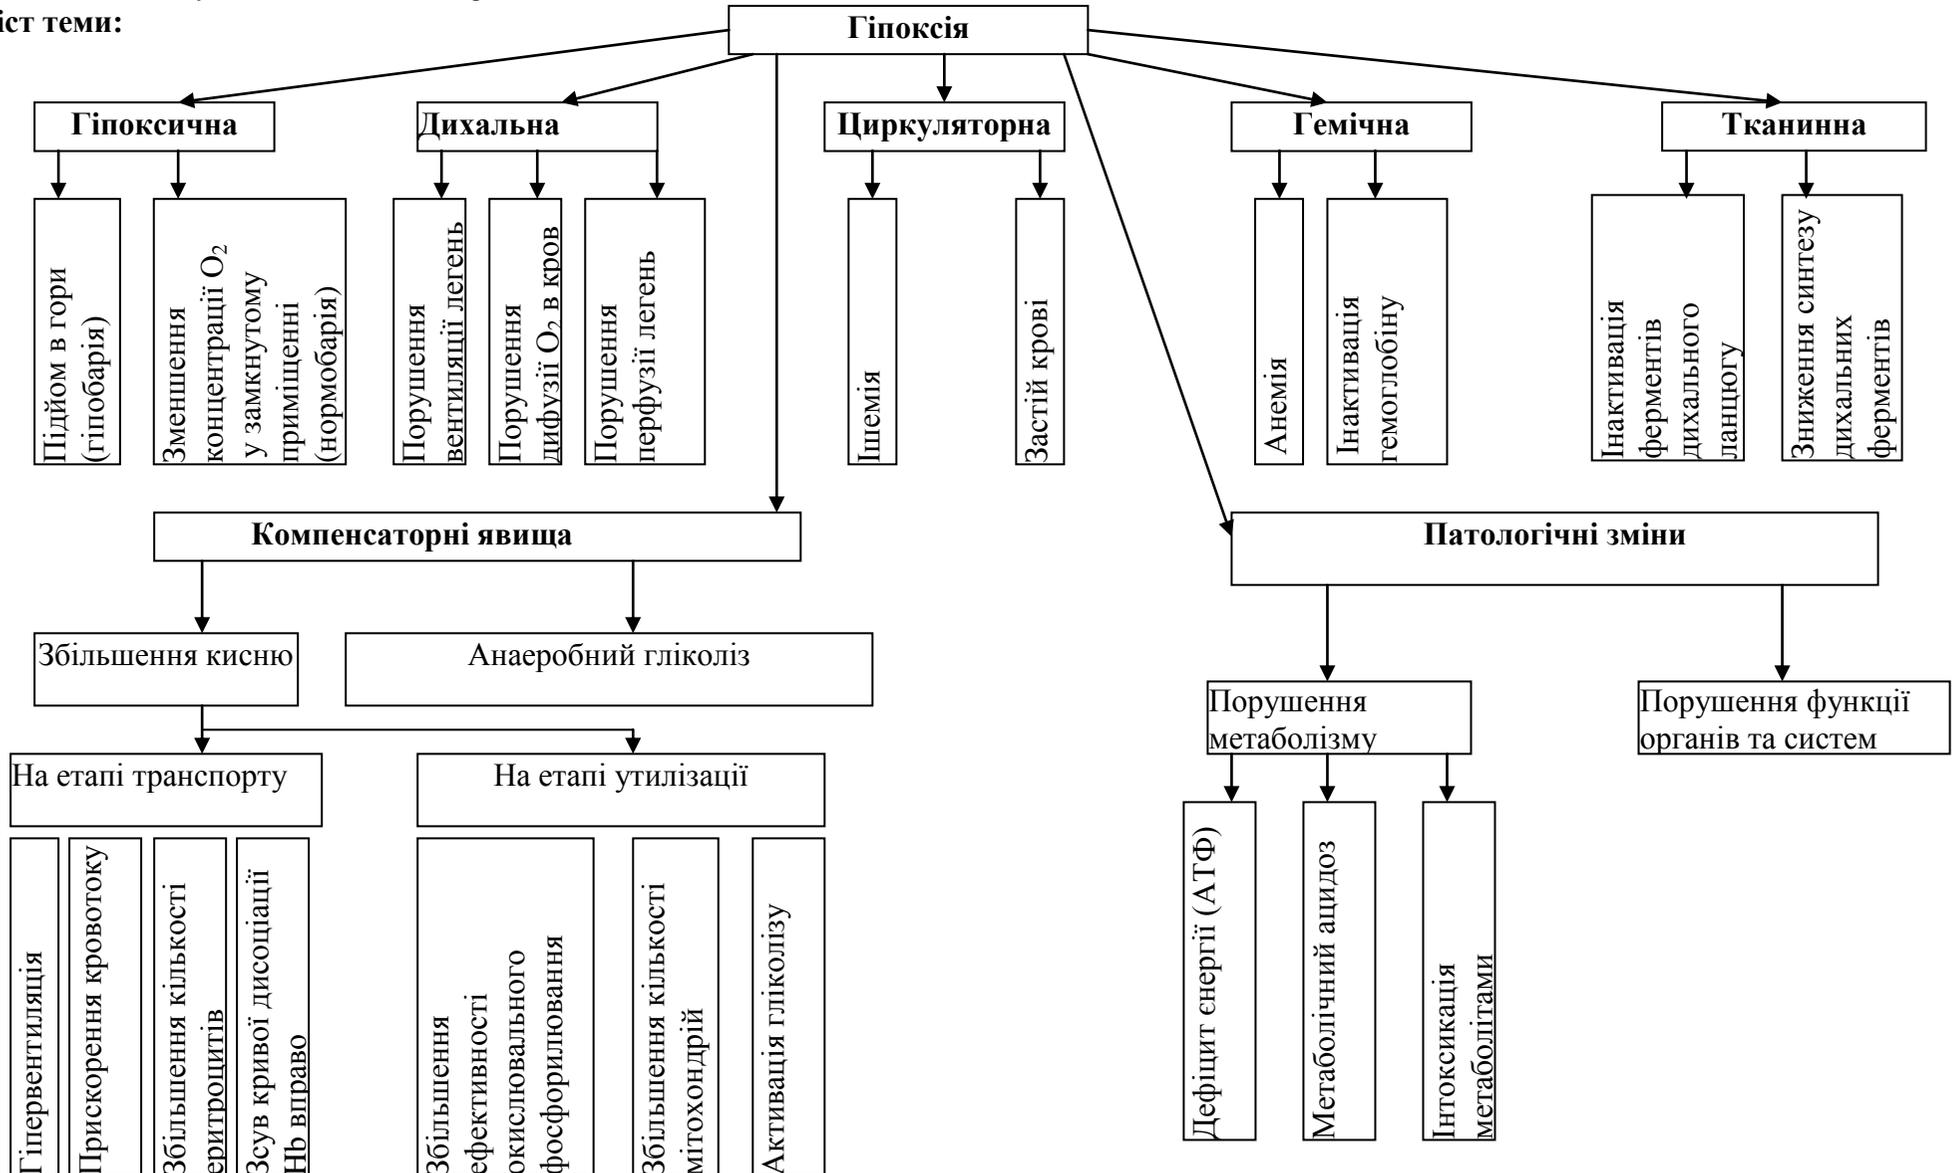 іст теми:
Гіпоксія
Гіпоксична
Дихальна
Циркуляторна
Гемічна
Тканинна
Підйом в гори
(гіпобарія)
Зменшення
концентрації О₂
у замкнутому
приміщенні
(нормобарія)
Порушення
вентиляції легень
Порушення
дифузії О₂ в кров
Порушення
перфузії легень
Ішемія
Застій крові
Анемія
Інактивація
гемоглобіну
Інактивація
ферментів
дихального
ланцюгу
Зниження синтезу
дихальних
ферментів
Компенсаторні явища
Патологічні зміни
Збільшення кисню
Анаеробний гліколіз
Порушення
метаболізму
Порушення функції
органів та систем
На етапі транспорту
На етапі утилізації
Гіпервентиляція
Прискорення кровотоку
Збільшення кількості
еритроцитів
Зсув кривої дисоціації
Hb вправо
Збільшення
ефективності
окислювального
фосфорилювання
Збільшення кількості
мітохондрій
Активація гліколізу
Дефіцит єнергії (АТФ)
Метаболічний ацидоз
Інтоксикація
метаболітами